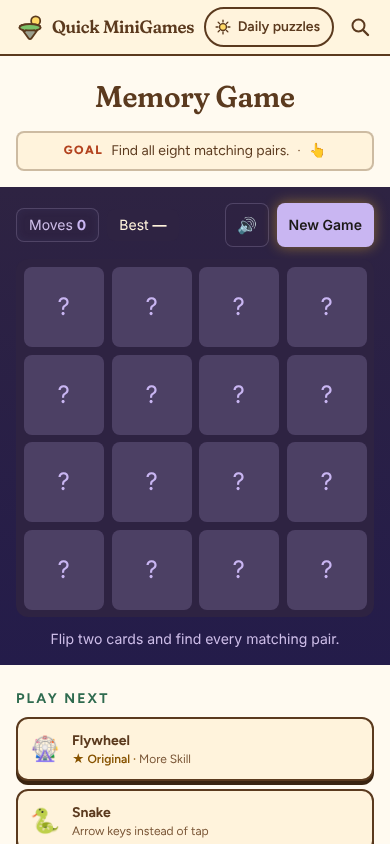 Quick MiniGames
Daily puzzles
Memory Game
GOAL Find all eight matching pairs. · 👆
Moves 0
Best —
New Game
? ? ? ?
? ? ? ?
? ? ? ?
? ? ? ?
Flip two cards and find every matching pair.
PLAY NEXT
Flywheel
★ Original · More Skill
Snake
Arrow keys instead of tap